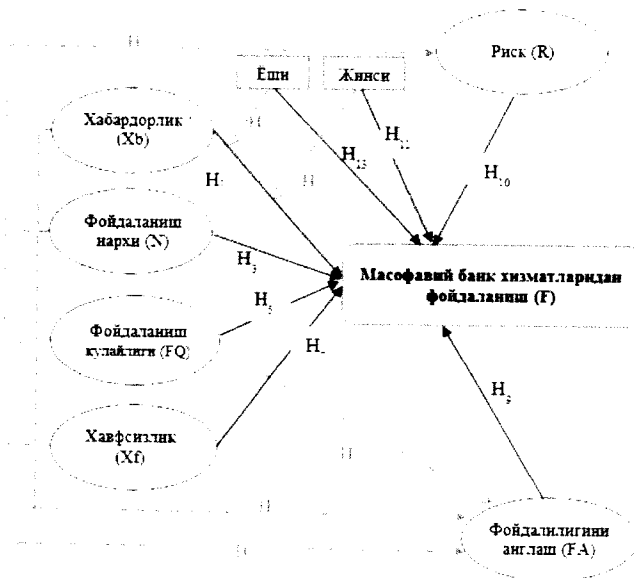 Риск (R)
Ёши
Жинси
Хабардорлик
(Xb)
H
H₁₃
H₁₁
H₁₀
Фойдаланиш
нархи (N)
H₃
Масофавий банк хизматларидан
фойдаланиш (F)
H₅
Фойдаланиш
кулайлиги (FQ)
H
H₉
Хавфсизлик
(Xf)
Фойдалилигини
англаш (FA)